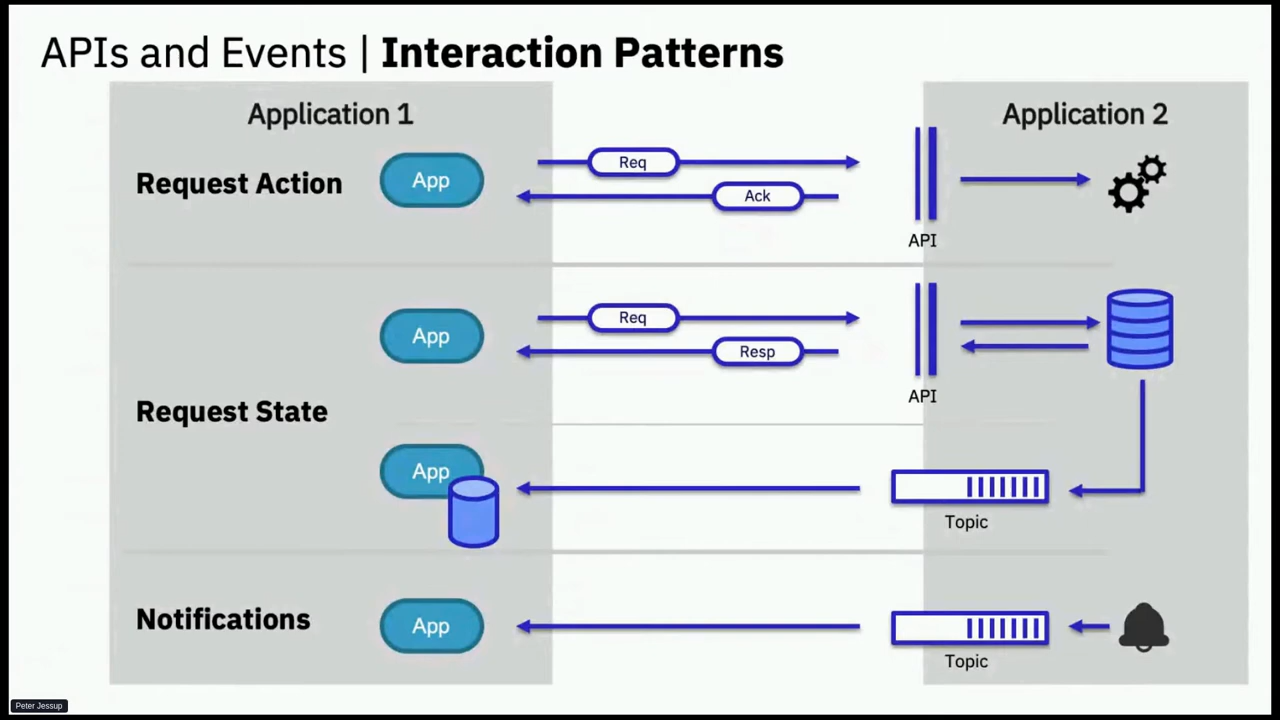 APIs and Events | Interaction Patterns
Application 1
Application 2
Request Action
App
Req
Ack
API
Request State
App
Req
Resp
API
App
Topic
Notifications
App
Topic
Peter Jessup